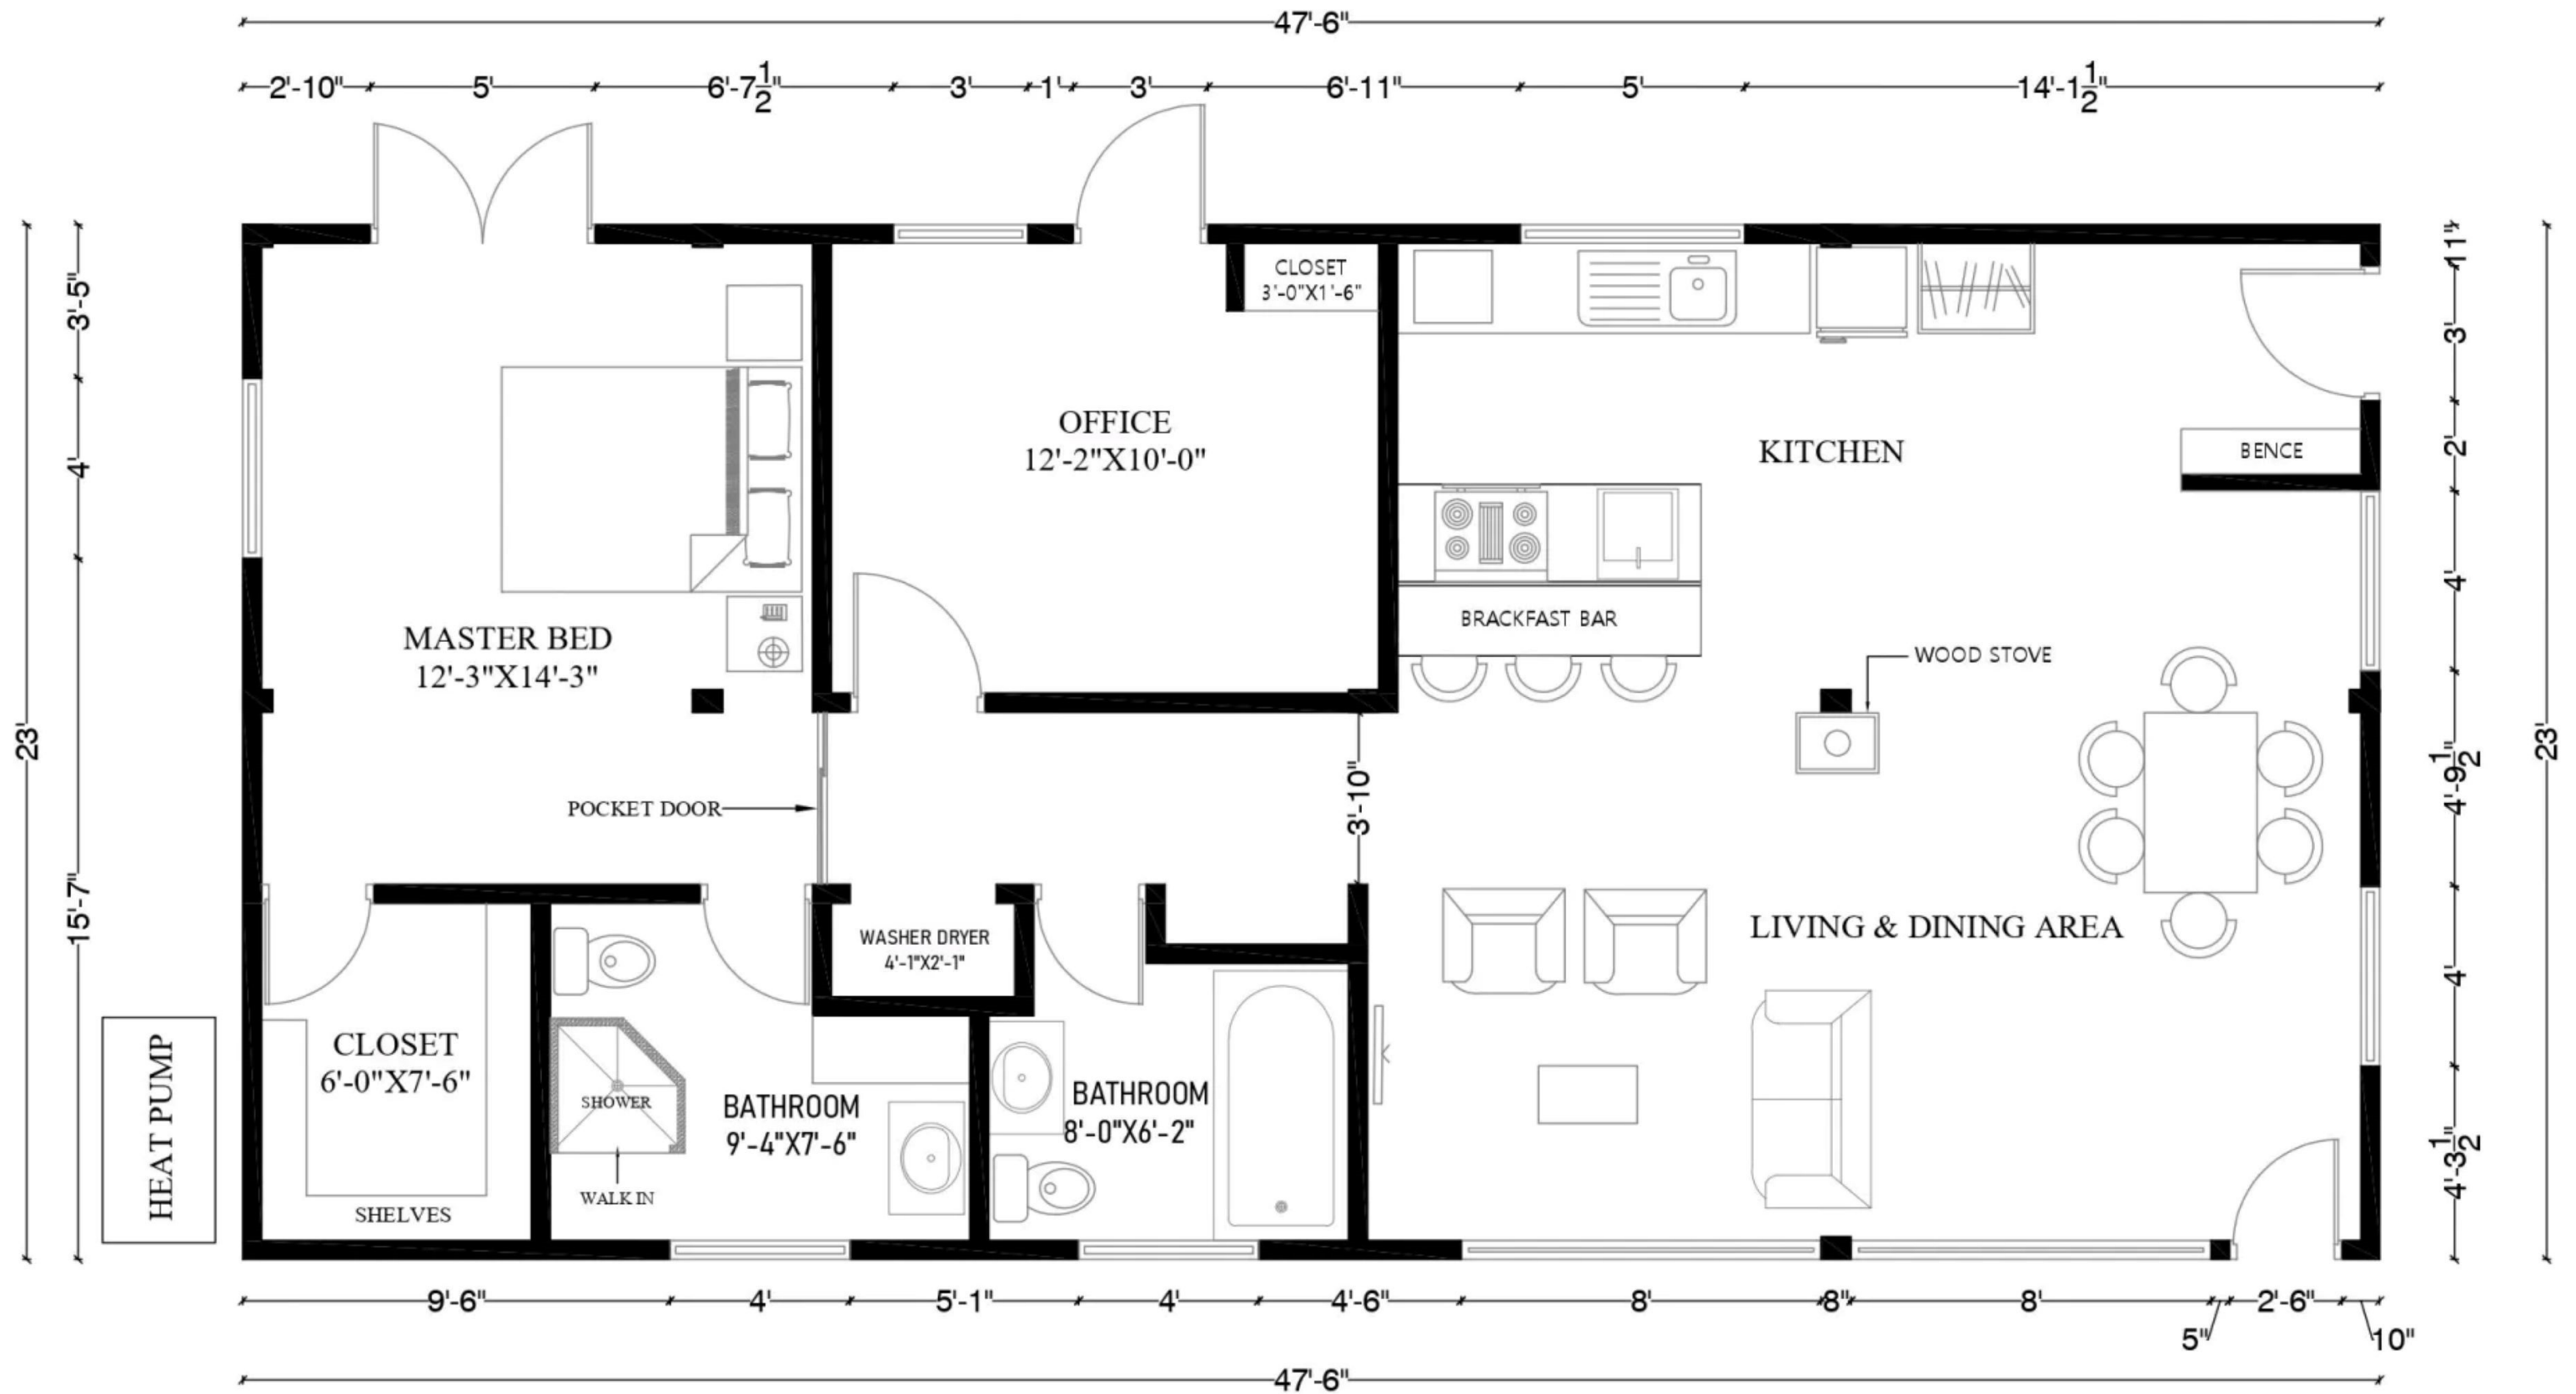 47'-6"
2'-10" 5' 6'-7 1/2" 3' 1' 3' 6'-11" 5' 14'-1 1/2"
23'
3'-5"
4'
15'-7"
11"
3'
2'
4'
4'-9 1/2"
4'
4'-3 1/2"
23'
CLOSET
3'-0"X1'-6"
OFFICE
12'-2"X10'-0"
KITCHEN
BENCE
BRACKFAST BAR
MASTER BED
12'-3"X14'-3"
WOOD STOVE
POCKET DOOR
3'-10"
WASHER DRYER
4'-1"X2'-1"
LIVING & DINING AREA
HEAT PUMP
CLOSET
6'-0"X7'-6"
SHELVES
SHOWER
WALK IN
BATHROOM
9'-4"X7'-6"
BATHROOM
8'-0"X6'-2"
9'-6" 4' 5'-1" 4' 4'-6" 8' 8" 8' 2'-6"
5" 10"
47'-6"